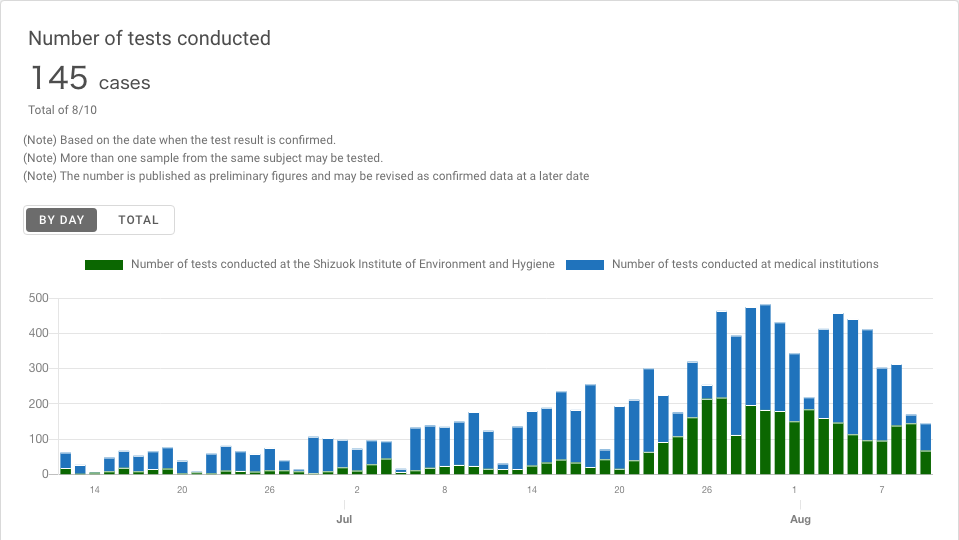 Number of tests conducted
145 cases
Total of 8/10
(Note) Based on the date when the test result is confirmed.
(Note) More than one sample from the same subject may be tested.
(Note) The number is published as preliminary figures and may be revised as confirmed data at a later date
BY DAY TOTAL
Number of tests conducted at the Shizuok Institute of Environment and Hygiene Number of tests conducted at medical institutions
500
400
300
200
100
0
14 20 26 2 8 14 20 26 1 7
Jul Aug